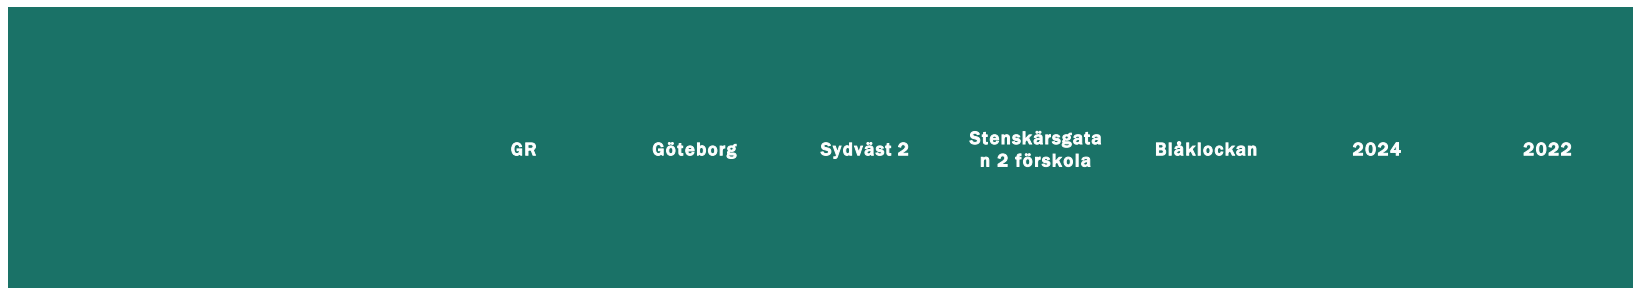 GR Göteborg Sydväst 2 Stenskärsgata
n 2 förskola Blåklockan 2024 2022